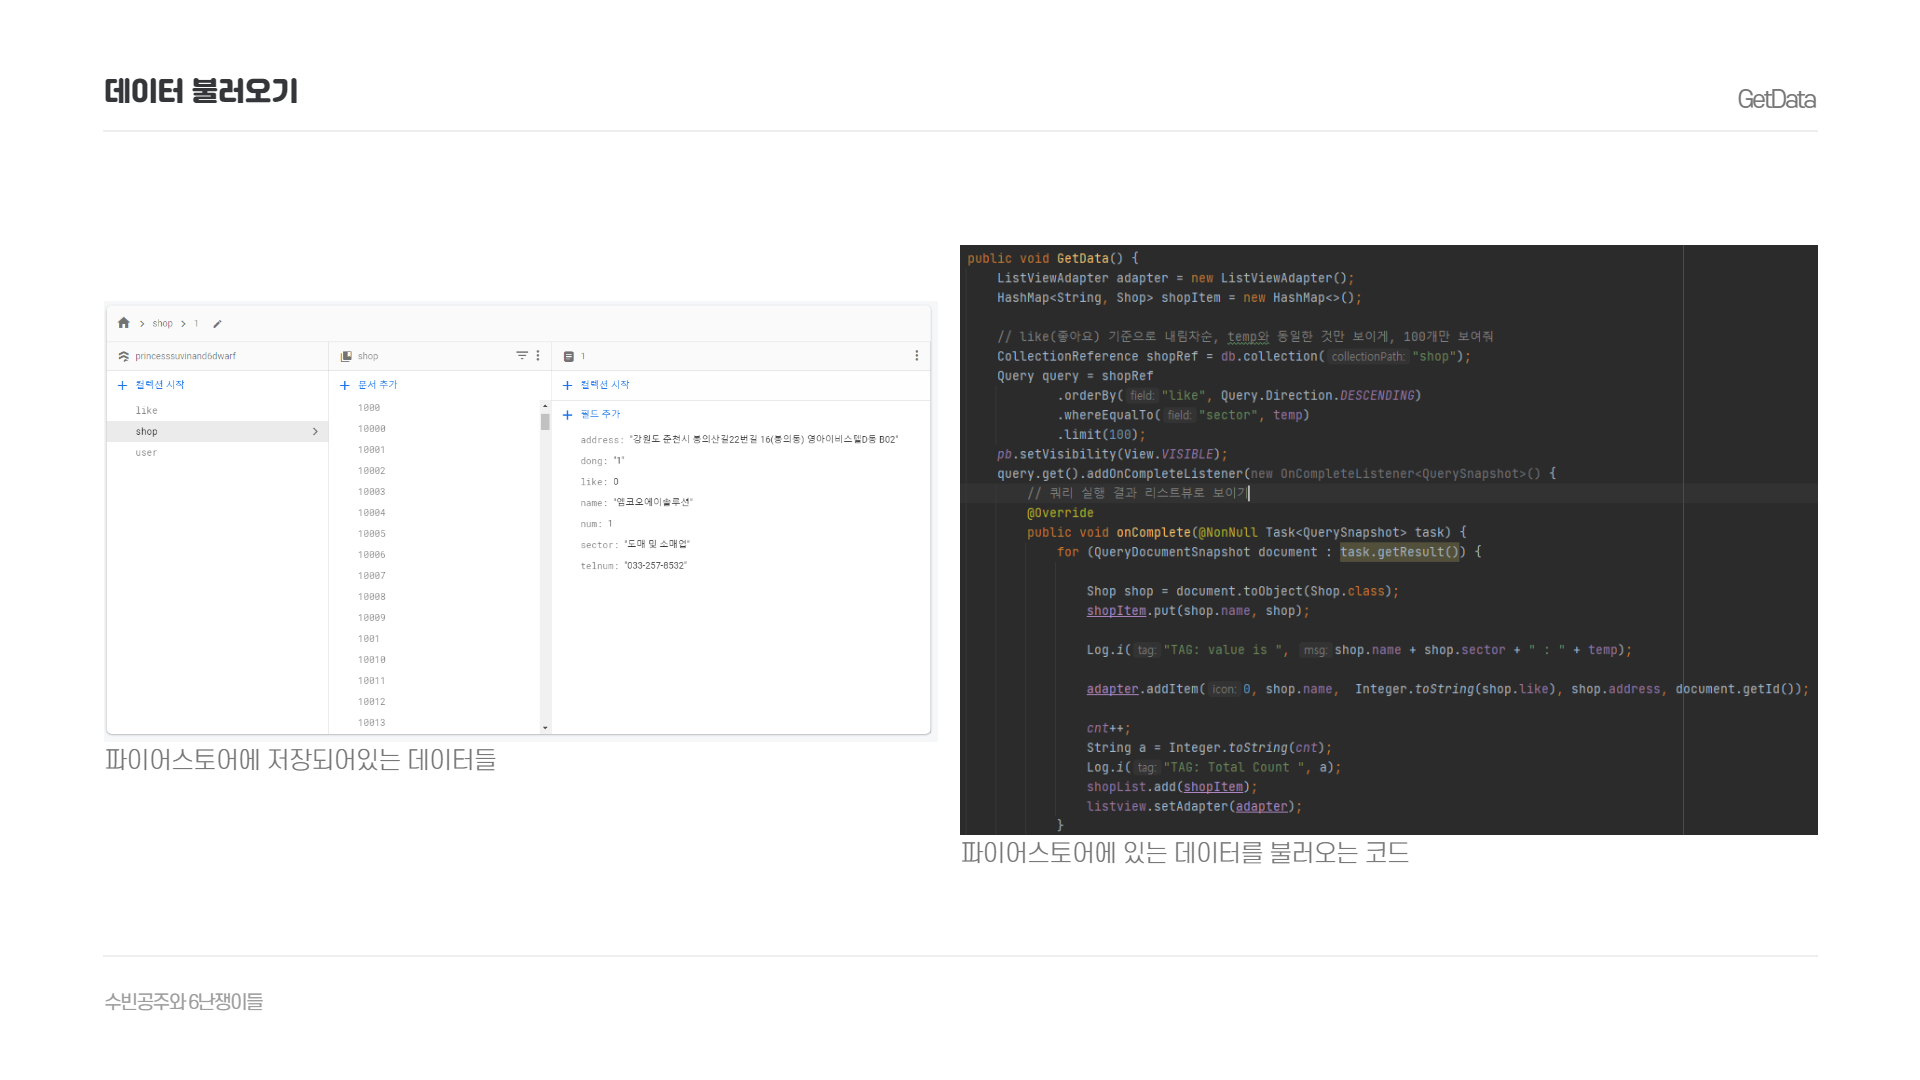 데이터 불러오기
GetData
shop
1
princesssuvinand6dwarf
shop
1
컬렉션 시작
문서 추가
컬렉션 시작
like
shop
user
1000
10000
10001
10002
10003
10004
10005
10006
10007
10008
10009
1001
10010
10011
10012
10013
필드 추가
address: "강원도 춘천시 봉의산길22번길 16(봉의동) 영아이비스텔D동 B02"
dong: "1"
like: 0
name: "엠코오에이솔루션"
num: 1
sector: "도매 및 소매업"
telnum: "033-257-8532"
파이어스토어에 저장되어있는 데이터들
public void GetData() {
ListViewAdapter adapter = new ListViewAdapter();
HashMap<String, Shop> shopItem = new HashMap<>();
// like(좋아요) 기준으로 내림차순, temp와 동일한 것만 보이게, 100개만 보여줘
CollectionReference shopRef = db.collection( collectionPath: "shop");
Query query = shopRef
.orderBy( field: "like", Query.Direction.DESCENDING)
.whereEqualTo( field: "sector", temp)
.limit(100);
pb.setVisibility(View.VISIBLE);
query.get().addOnCompleteListener(new OnCompleteListener<QuerySnapshot>() {
// 쿼리 실행 결과 리스트뷰로 보이기
@Override
public void onComplete(@NonNull Task<QuerySnapshot> task) {
for (QueryDocumentSnapshot document : task.getResult()) {
Shop shop = document.toObject(Shop.class);
shopItem.put(shop.name, shop);
Log.i( tag: "TAG: value is ", msg: shop.name + shop.sector + " : " + temp);
adapter.addItem( icon: 0, shop.name, Integer.toString(shop.like), shop.address, document.getId());
cnt++;
String a = Integer.toString(cnt);
Log.i( tag: "TAG: Total Count ", a);
shopList.add(shopItem);
listview.setAdapter(adapter);
}
파이어스토어에 있는 데이터를 불러오는 코드
수빈공주와 6난쟁이들